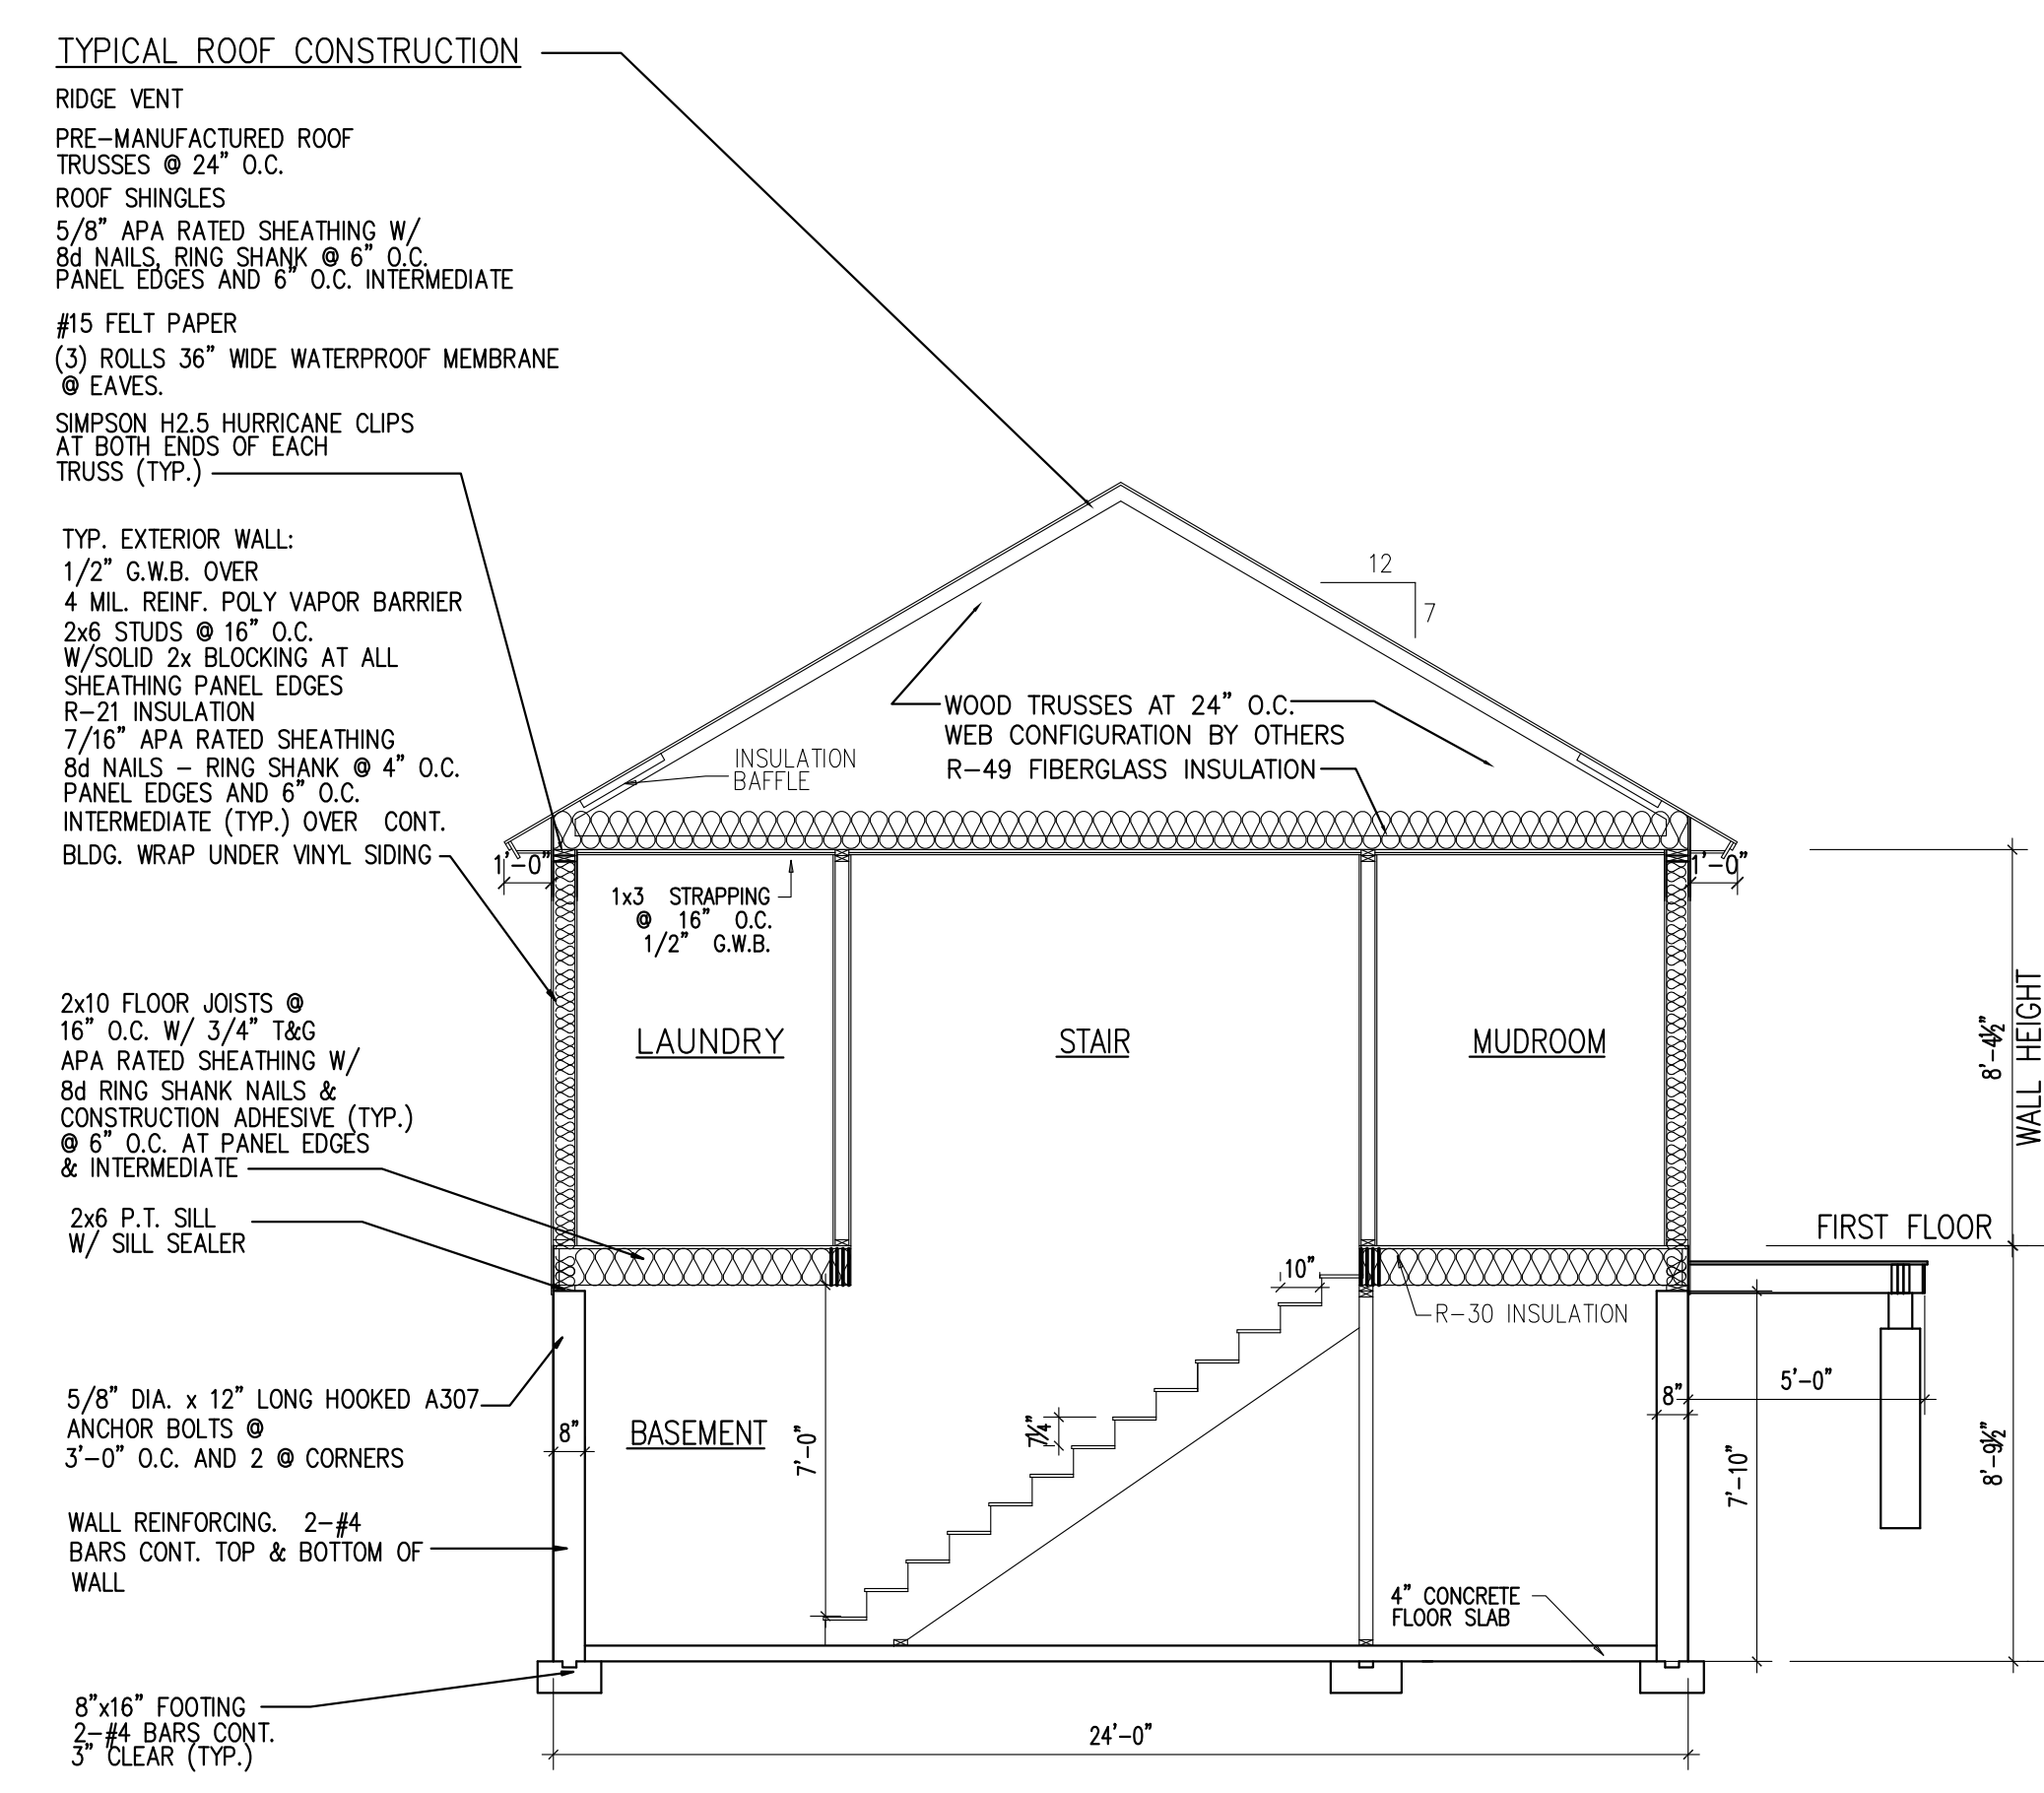 TYPICAL ROOF CONSTRUCTION
RIDGE VENT
PRE-MANUFACTURED ROOF
TRUSSES @ 24" O.C.
ROOF SHINGLES
5/8" APA RATED SHEATHING W/
8d NAILS, RING SHANK @ 6" O.C.
PANEL EDGES AND 6" O.C. INTERMEDIATE
#15 FELT PAPER
(3) ROLLS 36" WIDE WATERPROOF MEMBRANE
@ EAVES.
SIMPSON H2.5 HURRICANE CLIPS
AT BOTH ENDS OF EACH
TRUSS (TYP.)
TYP. EXTERIOR WALL:
1/2" G.W.B. OVER
4 MIL. REINF. POLY VAPOR BARRIER
2x6 STUDS @ 16" O.C.
W/SOLID 2x BLOCKING AT ALL
SHEATHING PANEL EDGES
R-21 INSULATION
7/16" APA RATED SHEATHING
8d NAILS - RING SHANK @ 4" O.C.
PANEL EDGES AND 6" O.C.
INTERMEDIATE (TYP.) OVER CONT.
BLDG. WRAP UNDER VINYL SIDING
2x10 FLOOR JOISTS @
16" O.C. W/ 3/4" T&G
APA RATED SHEATHING W/
8d RING SHANK NAILS &
CONSTRUCTION ADHESIVE (TYP.)
@ 6" O.C. AT PANEL EDGES
& INTERMEDIATE
2x6 P.T. SILL
W/ SILL SEALER
5/8" DIA. x 12" LONG HOOKED A307
ANCHOR BOLTS @
3'-0" O.C. AND 2 @ CORNERS
WALL REINFORCING. 2-#4
BARS CONT. TOP & BOTTOM OF
WALL
8"x16" FOOTING
2-#4 BARS CONT.
3" CLEAR (TYP.)
12
7
WOOD TRUSSES AT 24" O.C.
WEB CONFIGURATION BY OTHERS
R-49 FIBERGLASS INSULATION
INSULATION
BAFFLE
1'-0"
1'-0"
1x3 STRAPPING
@ 16" O.C.
1/2" G.W.B.
LAUNDRY
STAIR
MUDROOM
8'-4½"
WALL HEIGHT
FIRST FLOOR
10"
R-30 INSULATION
5'-0"
8"
8"
BASEMENT
7'-0"
7¼"
7'-10"
8'-9½"
4" CONCRETE
FLOOR SLAB
24'-0"